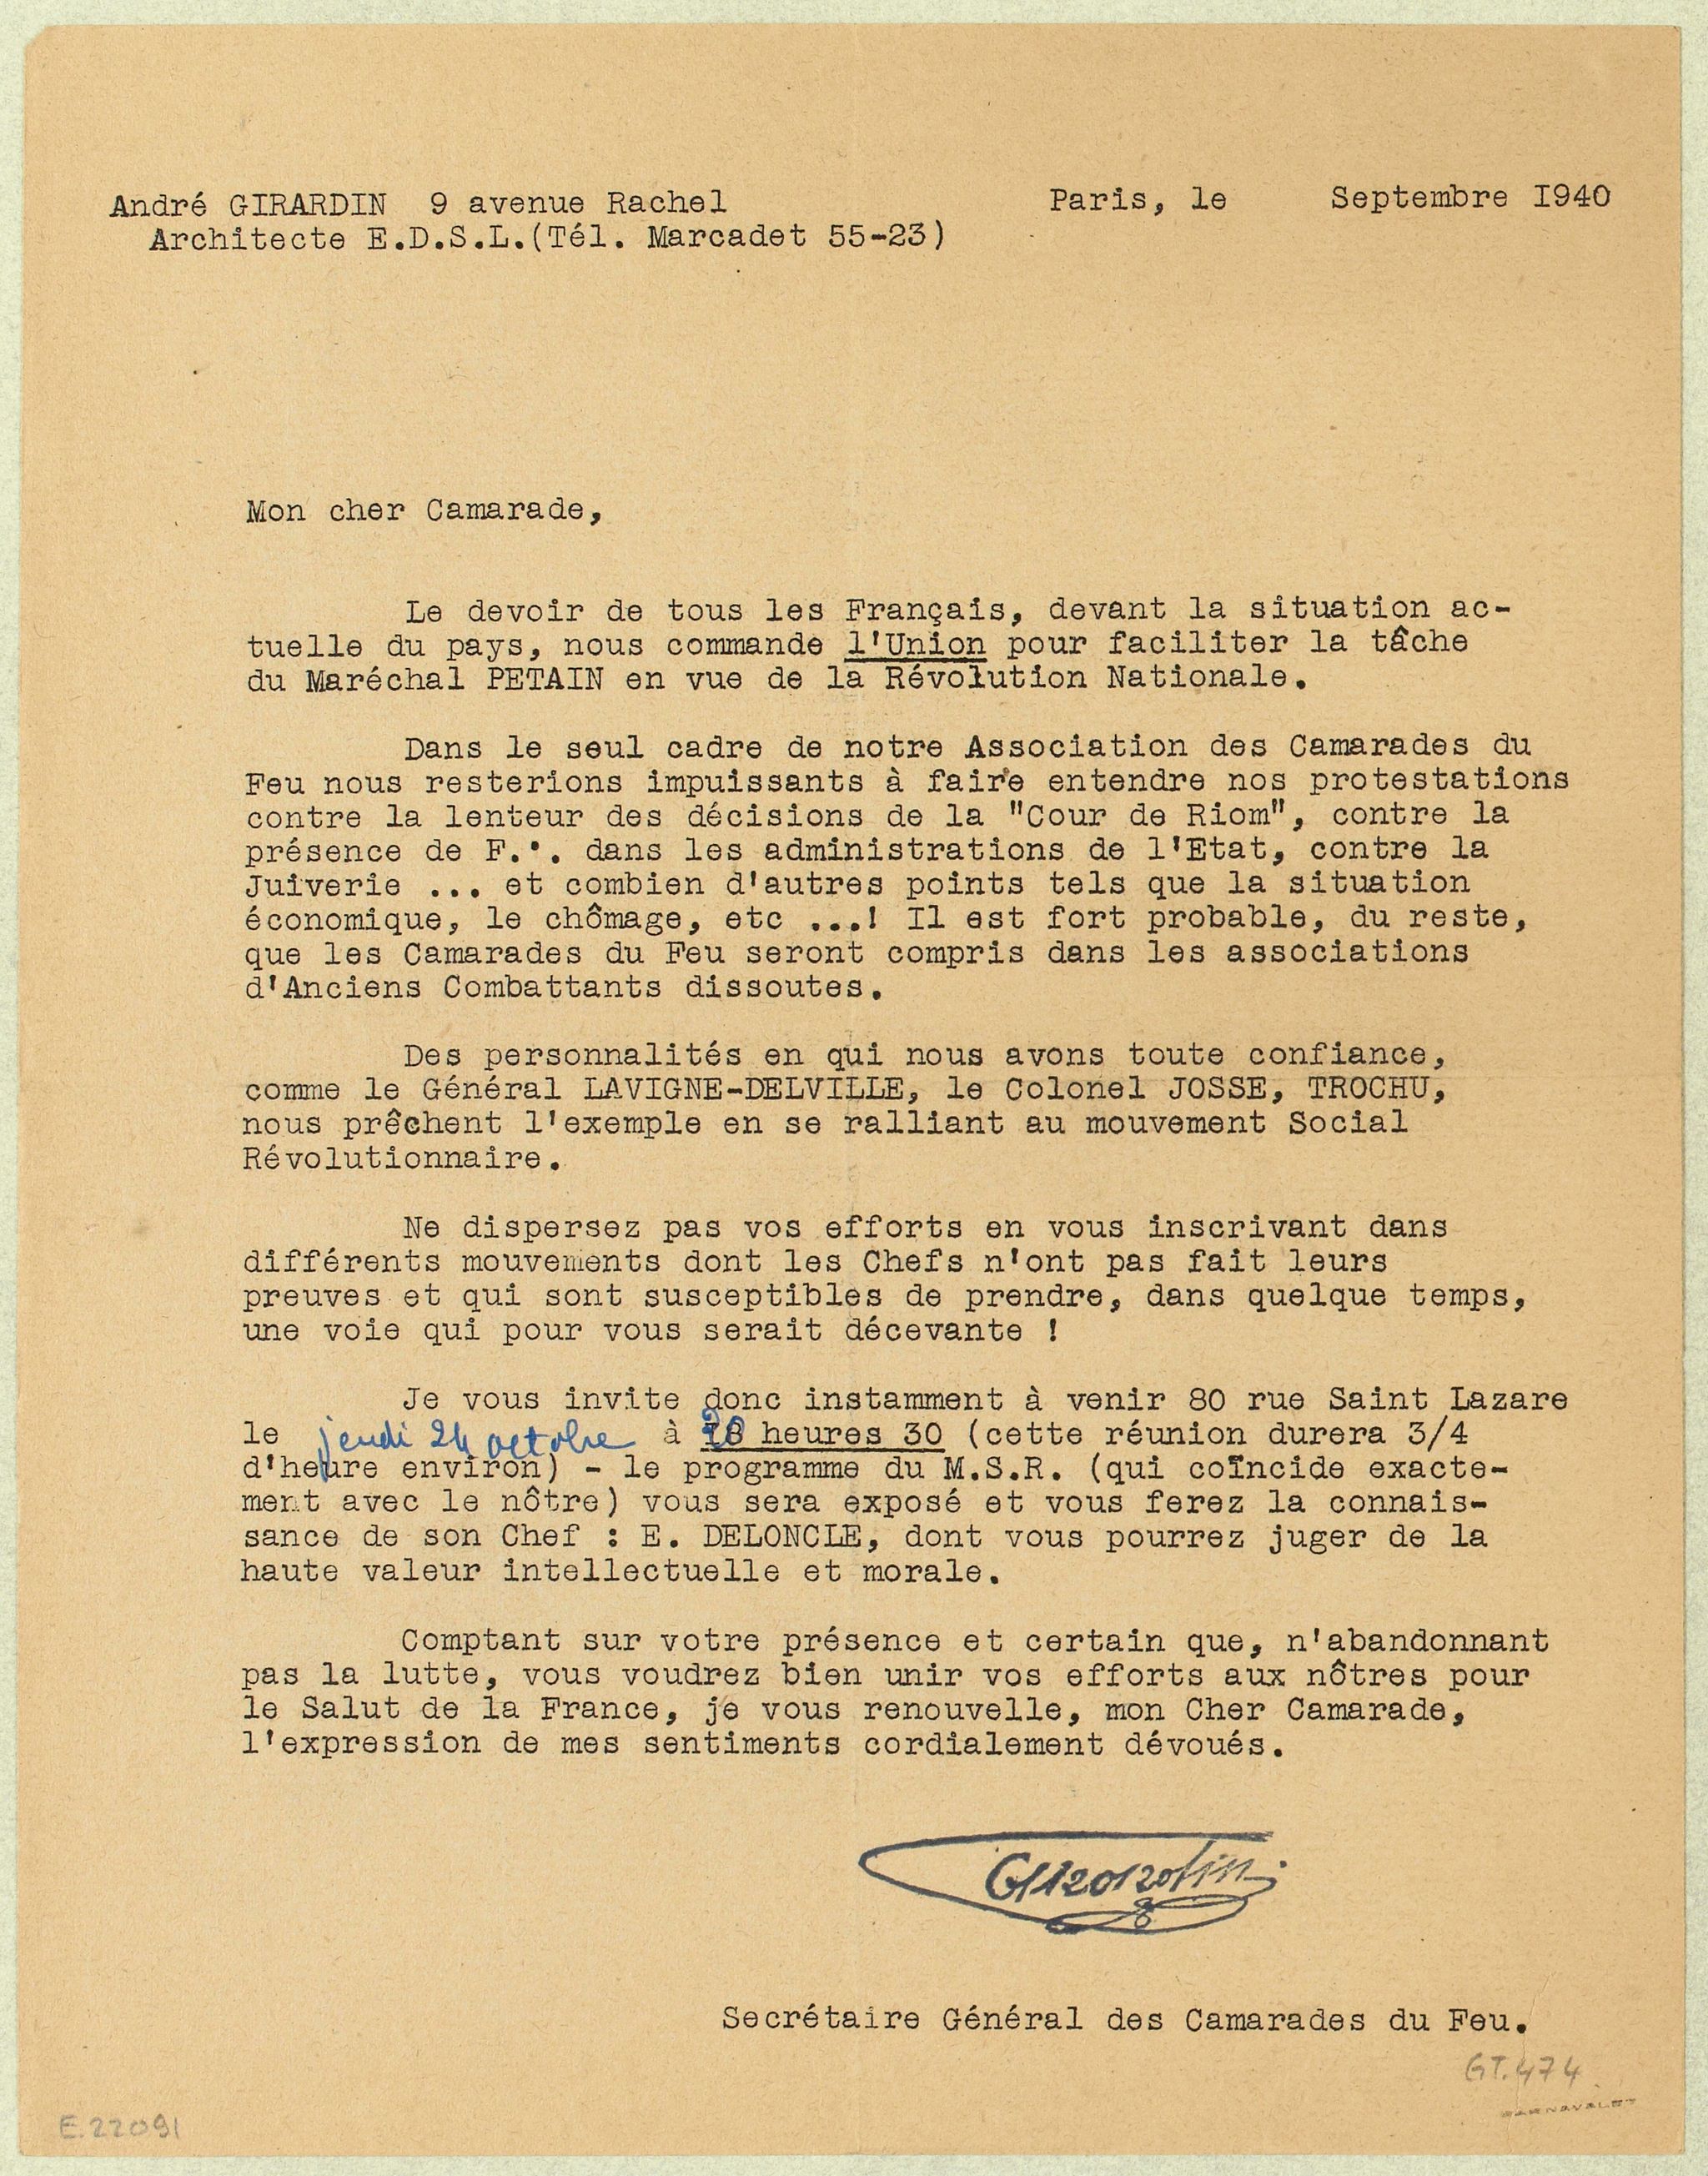 André GIRARDIN 9 avenue Rachel
Architecte E.D.S.L.(Tél. Marcadet 55-23)
Paris, le Septembre I940
Mon cher Camarade,
Le devoir de tous les Français, devant la situation ac-
tuelle du pays, nous commande l'Union pour faciliter la tâche
du Maréchal PETAIN en vue de la Révolution Nationale.
Dans le seul cadre de notre Association des Camarades du
Feu nous resterions impuissants à faire entendre nos protestations
contre la lenteur des décisions de la "Cour de Riom", contre la
présence de F.'. dans les administrations de l'Etat, contre la
Juiverie ... et combien d'autres points tels que la situation
économique, le chômage, etc ...! Il est fort probable, du reste,
que les Camarades du Feu seront compris dans les associations
d'Anciens Combattants dissoutes.
Des personnalités en qui nous avons toute confiance,
comme le Général LAVIGNE-DELVILLE, le Colonel JOSSE, TROCHU,
nous prêchent l'exemple en se ralliant au mouvement Social
Révolutionnaire.
Ne dispersez pas vos efforts en vous inscrivant dans
différents mouvements dont les Chefs n'ont pas fait leurs
preuves et qui sont susceptibles de prendre, dans quelque temps,
une voie qui pour vous serait décevante !
Je vous invite donc instamment à venir 80 rue Saint Lazare
le jeudi 24 octobre à 20 heures 30 (cette réunion durera 3/4
d'heure environ) - le programme du M.S.R. (qui coïncide exacte-
ment avec le nôtre) vous sera exposé et vous ferez la connais-
sance de son Chef : E. DELONCLE, dont vous pourrez juger de la
haute valeur intellectuelle et morale.
Comptant sur votre présence et certain que, n'abandonnant
pas la lutte, vous voudrez bien unir vos efforts aux nôtres pour
le Salut de la France, je vous renouvelle, mon Cher Camarade,
l'expression de mes sentiments cordialement dévoués.
Girardin
Secrétaire Général des Camarades du Feu.
GT.474
CARNAVALET
E.22091